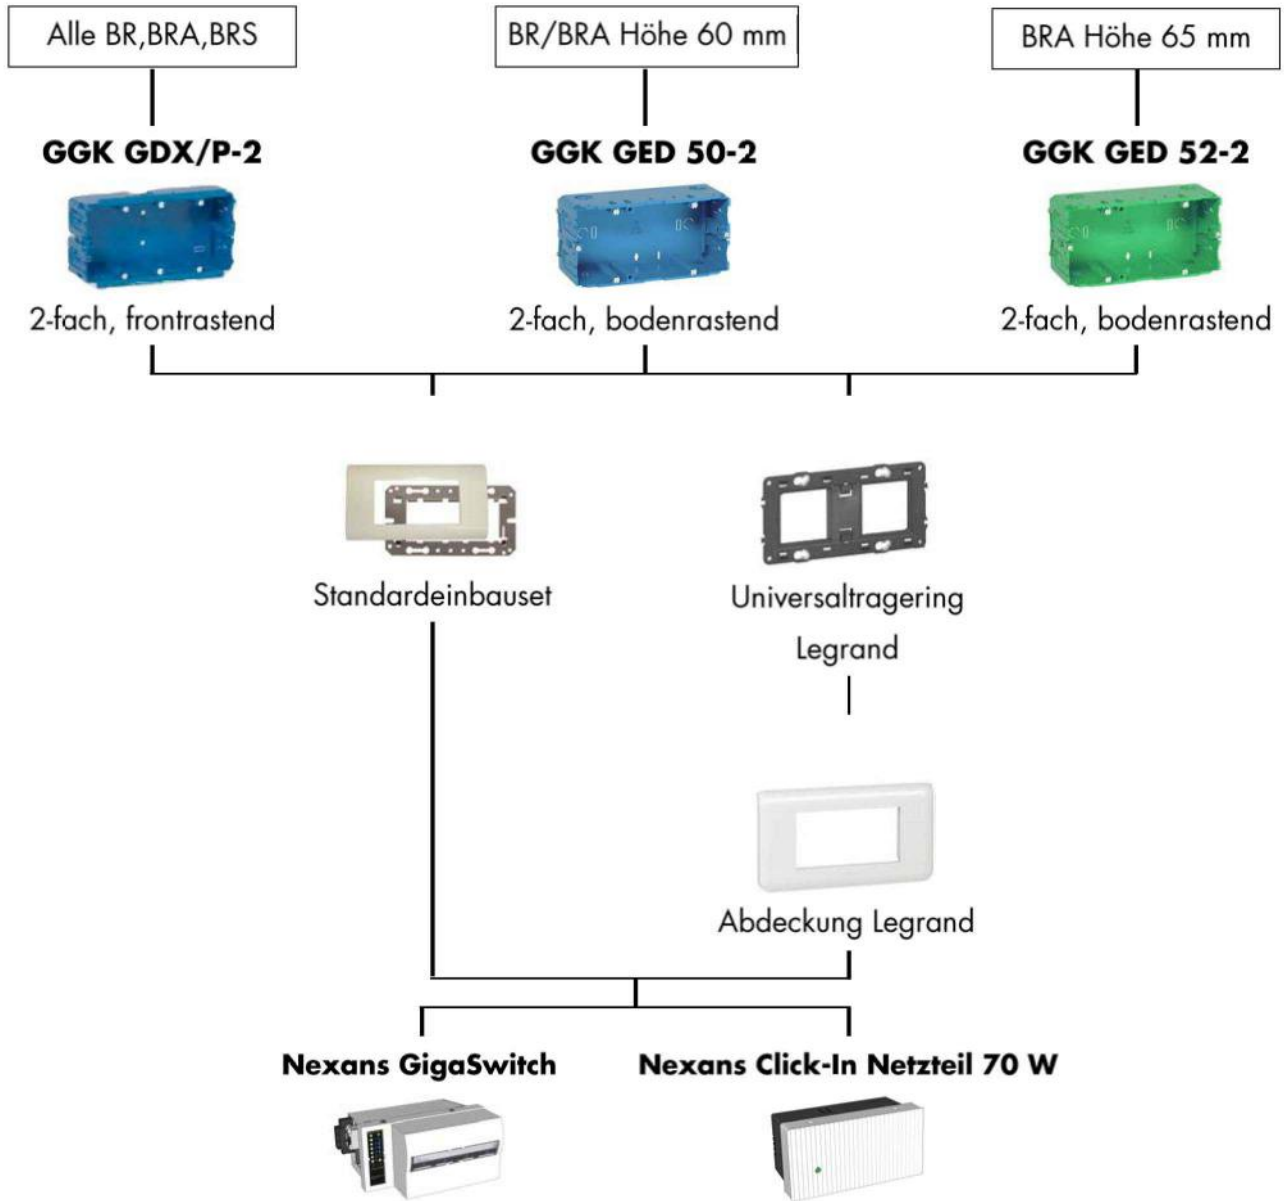 Alle BR,BRA,BRS
BR/BRA Höhe 60 mm
BRA Höhe 65 mm
GGK GDX/P-2
GGK GED 50-2
GGK GED 52-2
2-fach, frontrastend
2-fach, bodenrastend
2-fach, bodenrastend
Standardeinbauset
Universaltragering
Legrand
Abdeckung Legrand
Nexans GigaSwitch
Nexans Click-In Netzteil 70 W